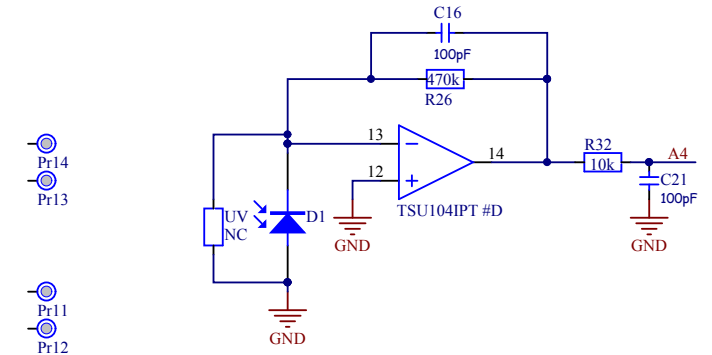 C16
100pF
470k
R26
13
14
12
TSU104IPT #D
R32
10k
A4
C21
100pF
GND
GND
UV
NC
D1
GND
Pr14
Pr13
Pr11
Pr12